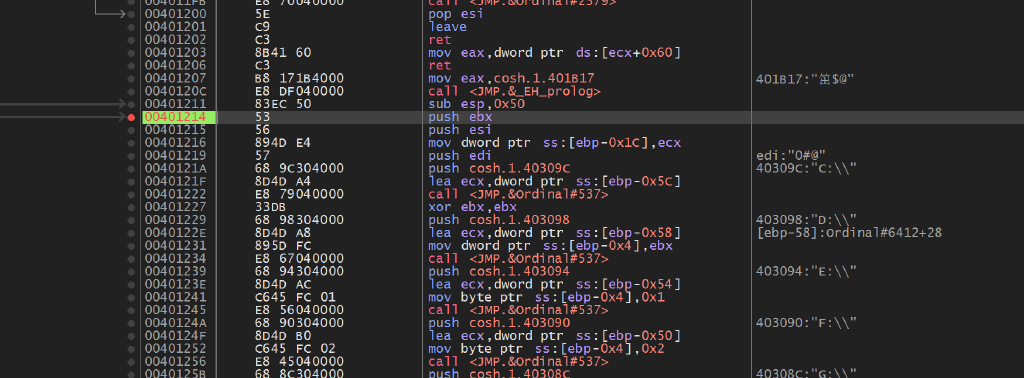 004011FB E8 70040000 call <JMP.&Ordinal#2379>
00401200 5E pop esi
00401201 C9 leave
00401202 C3 ret
00401203 8B41 60 mov eax,dword ptr ds:[ecx+0x60]
00401206 C3 ret
00401207 B8 171B4000 mov eax,cosh.1.401B17 401B17:"笛$@"
0040120C E8 DF040000 call <JMP.&_EH_prolog>
00401211 83EC 50 sub esp,0x50
00401214 53 push ebx
00401215 56 push esi
00401216 894D E4 mov dword ptr ss:[ebp-0x1C],ecx
00401219 57 push edi edi:"O#@"
0040121A 68 9C304000 push cosh.1.40309C 40309C:"C:\\"
0040121F 8D4D A4 lea ecx,dword ptr ss:[ebp-0x5C]
00401222 E8 79040000 call <JMP.&Ordinal#537>
00401227 33DB xor ebx,ebx
00401229 68 98304000 push cosh.1.403098 403098:"D:\\"
0040122E 8D4D A8 lea ecx,dword ptr ss:[ebp-0x58] [ebp-58]:Ordinal#6412+28
00401231 895D FC mov dword ptr ss:[ebp-0x4],ebx
00401234 E8 67040000 call <JMP.&Ordinal#537>
00401239 68 94304000 push cosh.1.403094 403094:"E:\\"
0040123E 8D4D AC lea ecx,dword ptr ss:[ebp-0x54]
00401241 C645 FC 01 mov byte ptr ss:[ebp-0x4],0x1
00401245 E8 56040000 call <JMP.&Ordinal#537>
0040124A 68 90304000 push cosh.1.403090 403090:"F:\\"
0040124F 8D4D B0 lea ecx,dword ptr ss:[ebp-0x50]
00401252 C645 FC 02 mov byte ptr ss:[ebp-0x4],0x2
00401256 E8 45040000 call <JMP.&Ordinal#537>
0040125B 68 8C304000 push cosh.1.40308C 40308C:"G:\\"